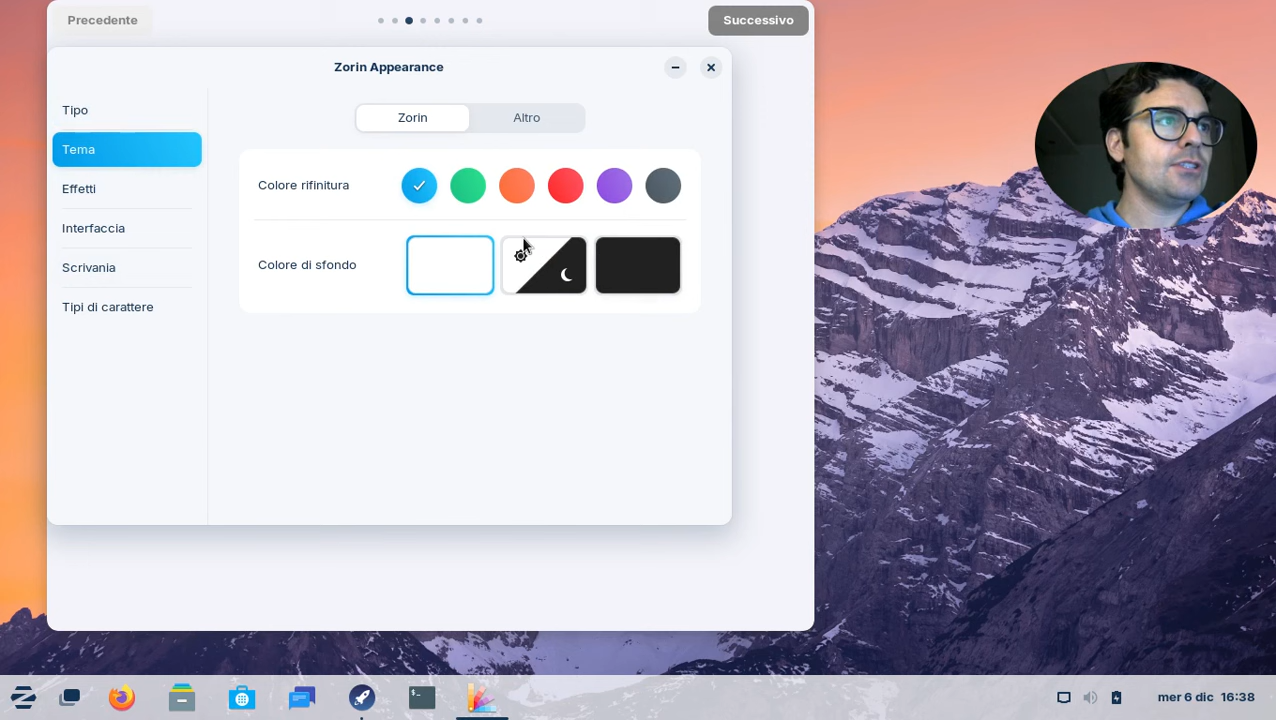 Precedente
Successivo
Zorin Appearance
Tipo
Tema
Effetti
Interfaccia
Scrivania
Tipi di carattere
Zorin
Altro
Colore rifinitura
Colore di sfondo
$_
mer 6 dic 16:38